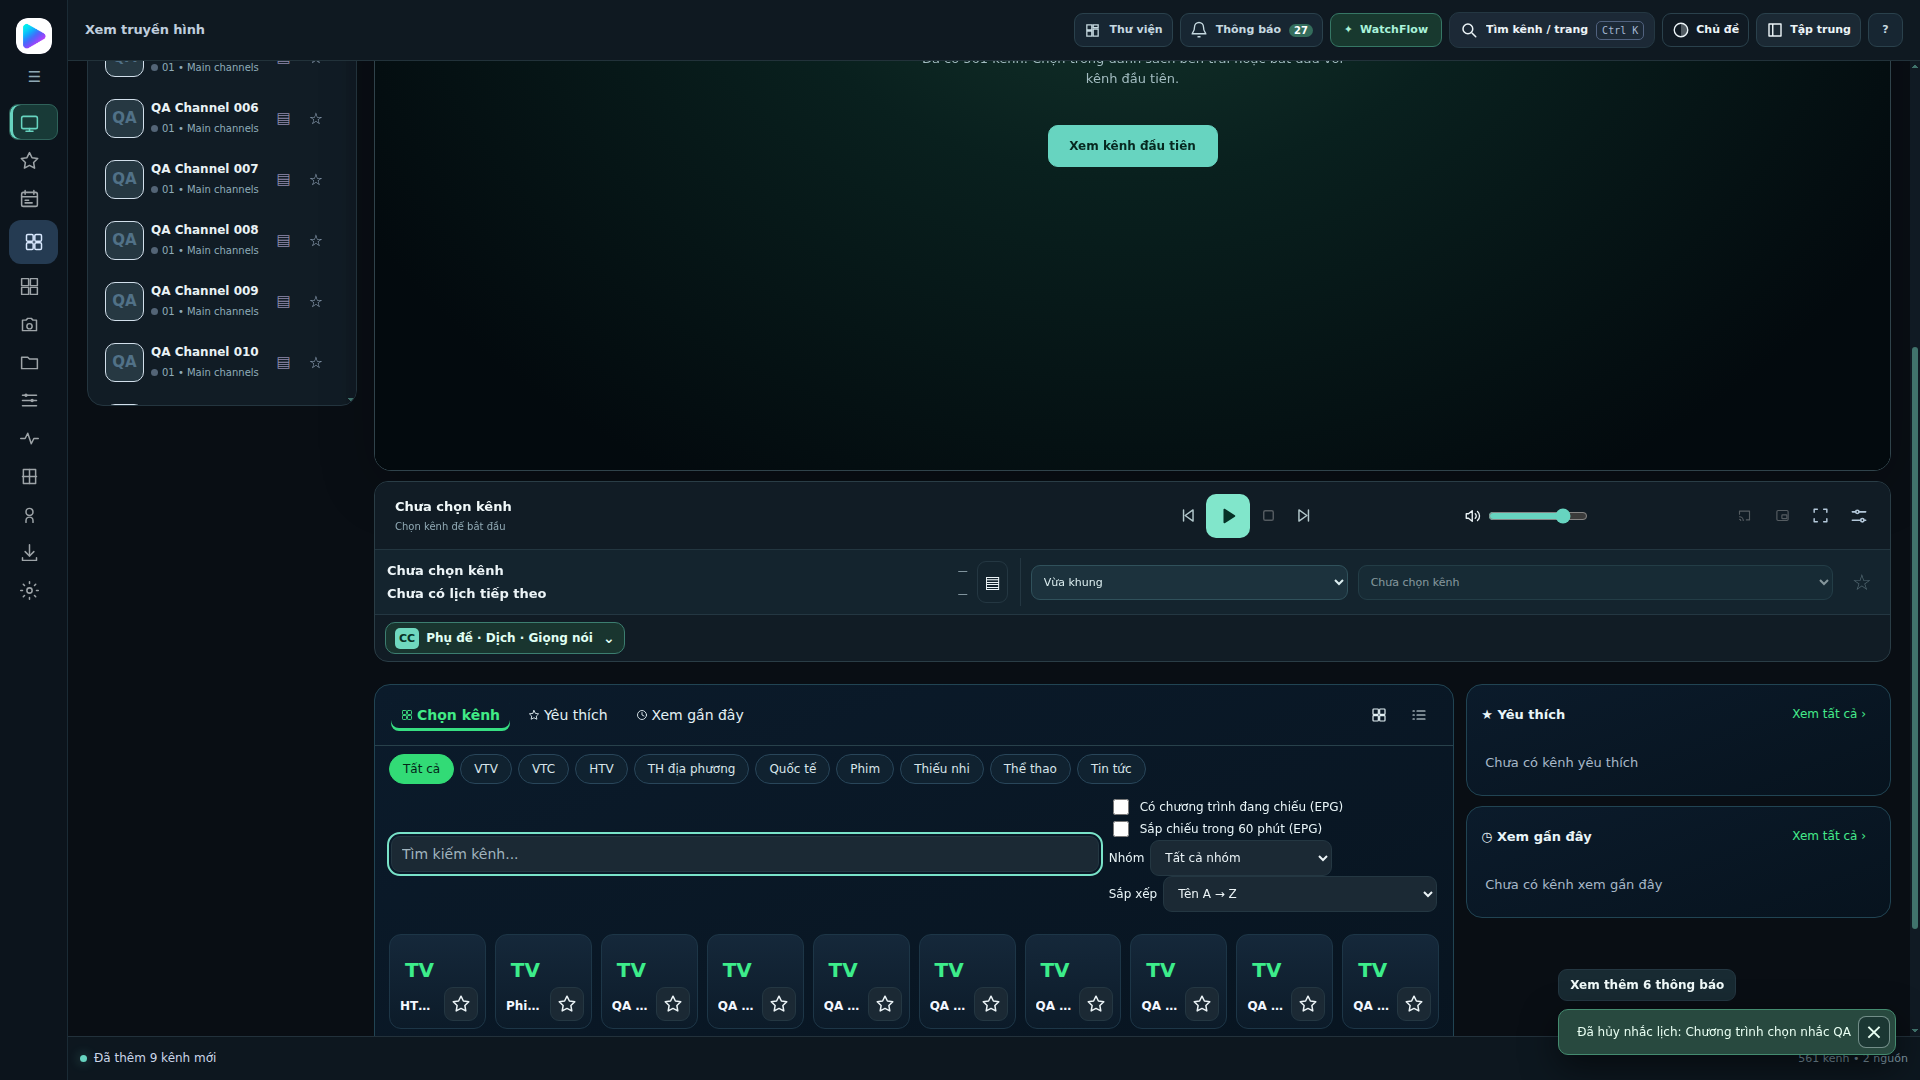 Xem truyền hình
Thư viện
Thông báo 27
WatchFlow
Tìm kênh / trang Ctrl K
Chủ đề
Tập trung
?
01 • Main channels
QA
QA Channel 006
01 • Main channels
QA
QA Channel 007
01 • Main channels
QA
QA Channel 008
01 • Main channels
QA
QA Channel 009
01 • Main channels
QA
QA Channel 010
01 • Main channels
kênh đầu tiên.
Xem kênh đầu tiên
Chưa chọn kênh
Chọn kênh để bắt đầu
Chưa chọn kênh —
Chưa có lịch tiếp theo —
Vừa khung
Chưa chọn kênh
CC Phụ đề · Dịch · Giọng nói
Chọn kênh
Yêu thích
Xem gần đây
Tất cả
VTV
VTC
HTV
TH địa phương
Quốc tế
Phim
Thiếu nhi
Thể thao
Tin tức
Tìm kiếm kênh...
Có chương trình đang chiếu (EPG)
Sắp chiếu trong 60 phút (EPG)
Nhóm Tất cả nhóm
Sắp xếp Tên A → Z
TV
HT...
TV
Phi...
TV
QA ...
TV
QA ...
TV
QA ...
TV
QA ...
TV
QA ...
TV
QA ...
TV
QA ...
TV
QA ...
★ Yêu thích
Xem tất cả ›
Chưa có kênh yêu thích
Xem gần đây
Xem tất cả ›
Chưa có kênh xem gần đây
Xem thêm 6 thông báo
Đã hủy nhắc lịch: Chương trình chọn nhắc QA
Đã thêm 9 kênh mới
561 kênh • 2 nguồn